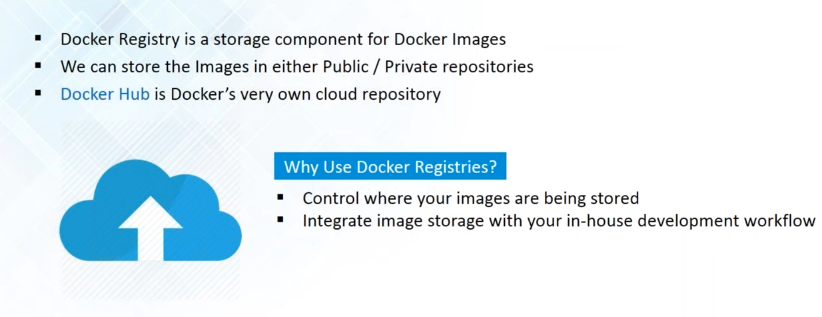 ▪ Docker Registry is a storage component for Docker Images
▪ We can store the Images in either Public / Private repositories
▪ Docker Hub is Docker's very own cloud repository
Why Use Docker Registries?
▪ Control where your images are being stored
▪ Integrate image storage with your in-house development workflow